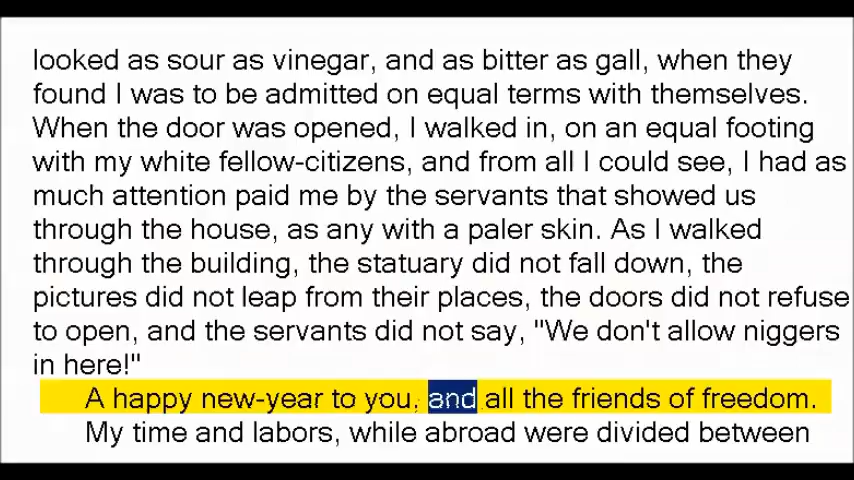 looked as sour as vinegar, and as bitter as gall, when they
found I was to be admitted on equal terms with themselves.
When the door was opened, I walked in, on an equal footing
with my white fellow-citizens, and from all I could see, I had as
much attention paid me by the servants that showed us
through the house, as any with a paler skin. As I walked
through the building, the statuary did not fall down, the
pictures did not leap from their places, the doors did not refuse
to open, and the servants did not say, "We don't allow niggers
in here!"
A happy new-year to you, and all the friends of freedom.
My time and labors, while abroad were divided between